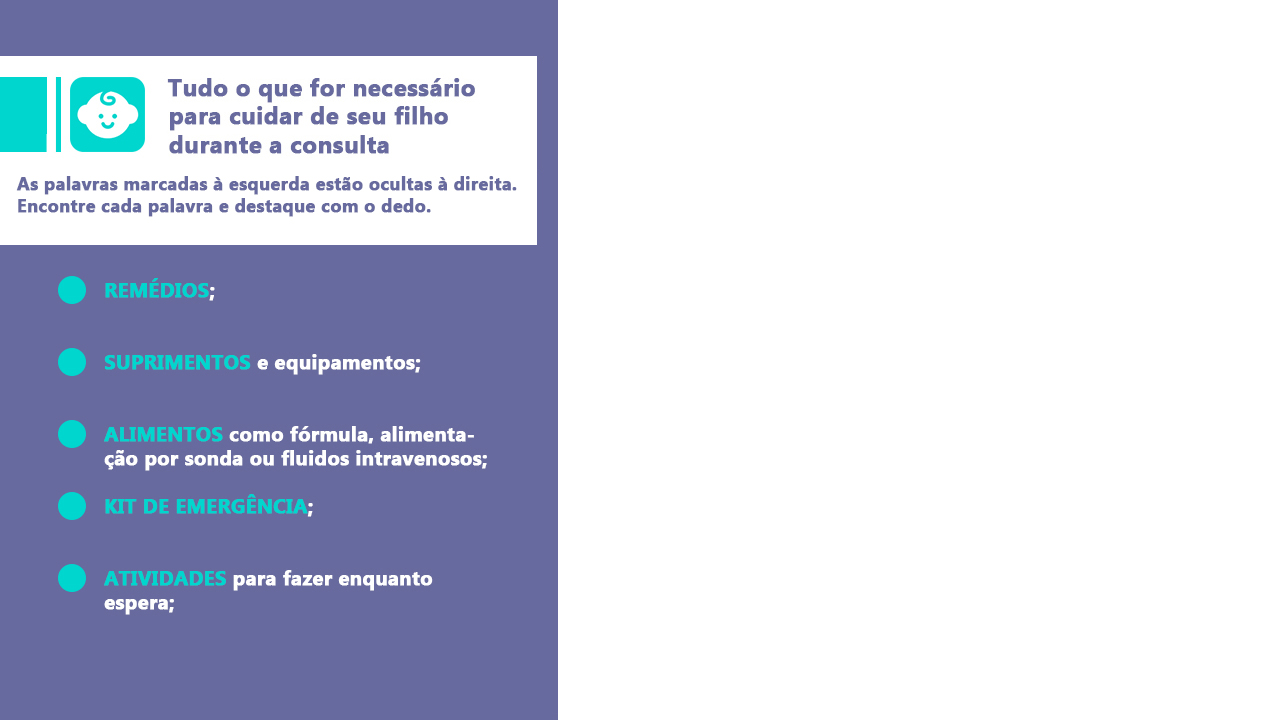 Tudo o que for necessário
para cuidar de seu filho
durante a consulta
As palavras marcadas à esquerda estão ocultas à direita.
Encontre cada palavra e destaque com o dedo.
REMÉDIOS;
SUPRIMENTOS e equipamentos;
ALIMENTOS como fórmula, alimenta-
ção por sonda ou fluidos intravenosos;
KIT DE EMERGÊNCIA;
ATIVIDADES para fazer enquanto
espera;